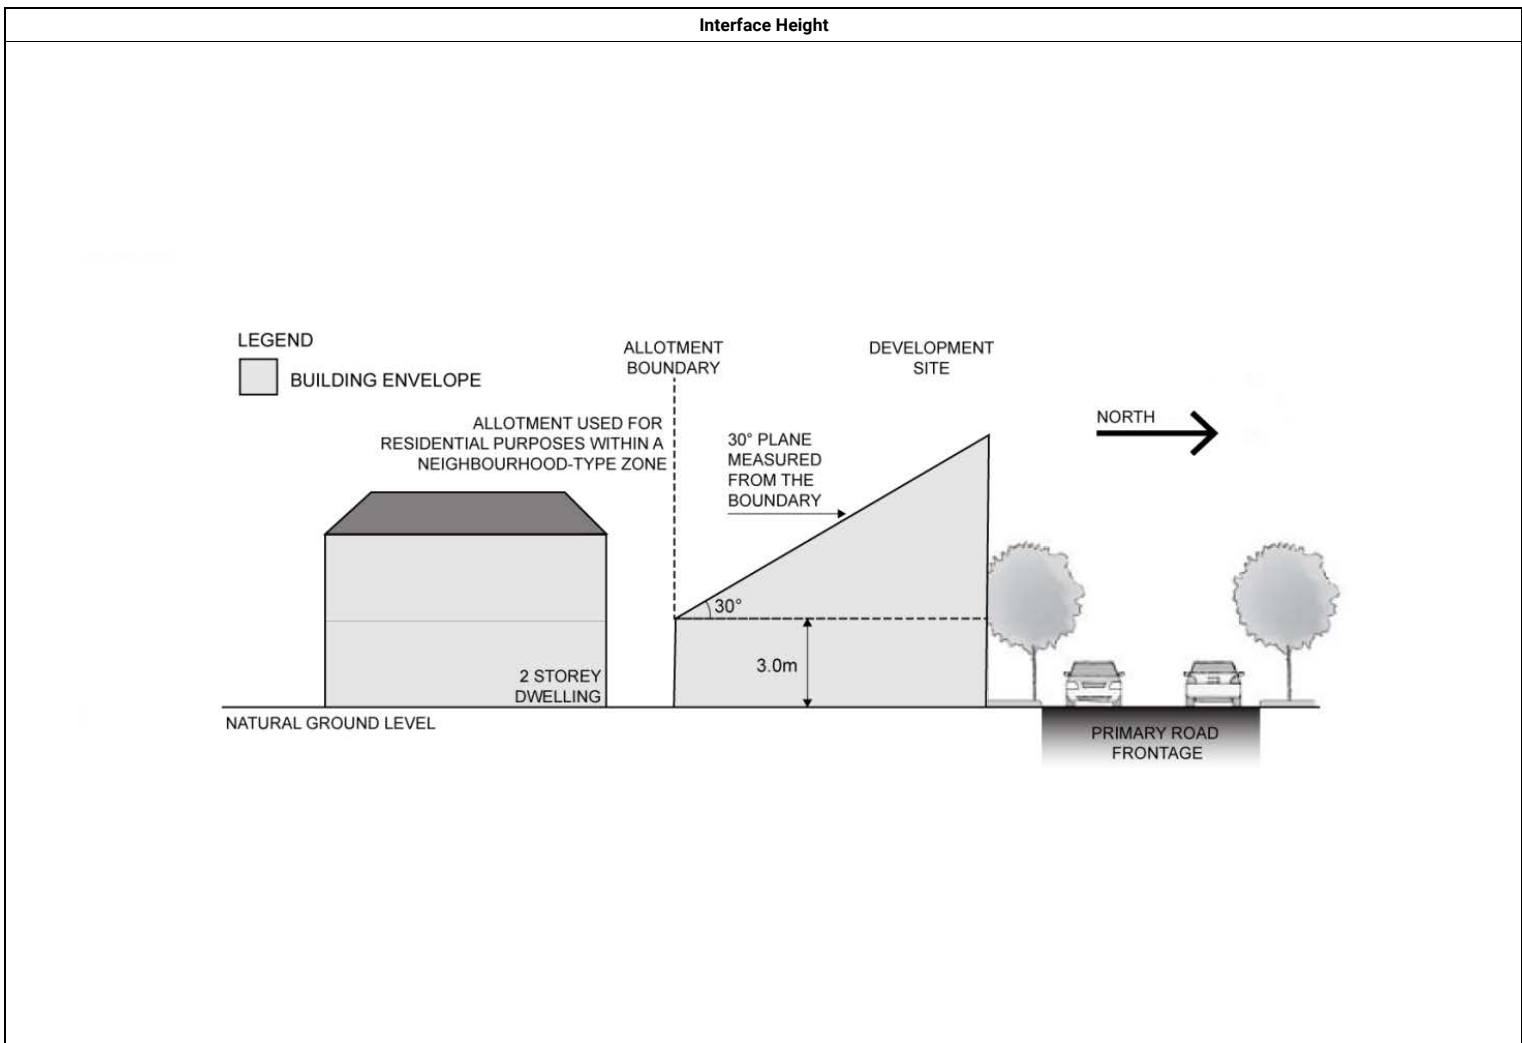 Interface Height
LEGEND
BUILDING ENVELOPE
ALLOTMENT
BOUNDARY
DEVELOPMENT
SITE
ALLOTMENT USED FOR
RESIDENTIAL PURPOSES WITHIN A
NEIGHBOURHOOD-TYPE ZONE
30° PLANE
MEASURED
FROM THE
BOUNDARY
NORTH
30°
3.0m
2 STOREY
DWELLING
NATURAL GROUND LEVEL
PRIMARY ROAD
FRONTAGE